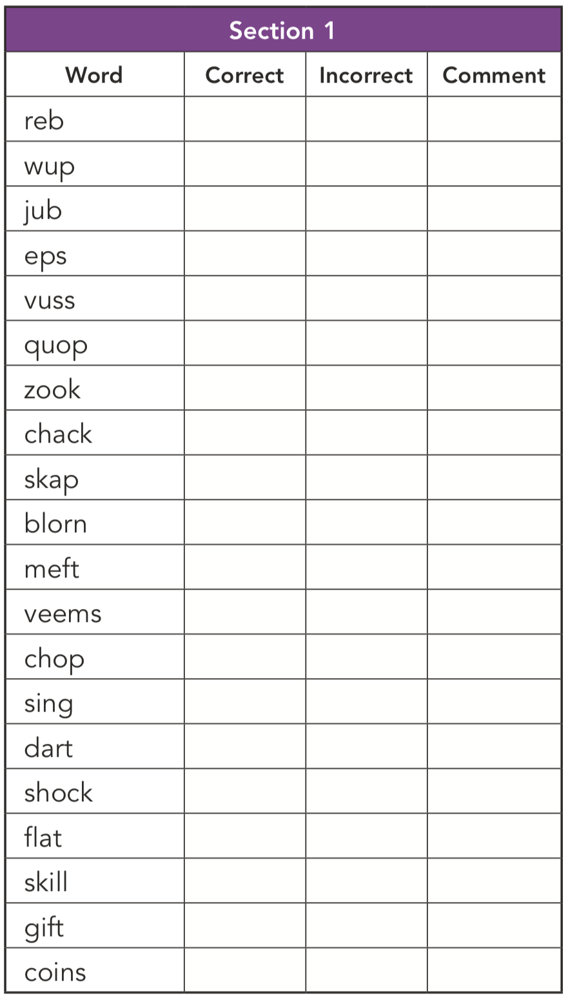 Section 1
Word Correct Incorrect Comment
reb
wup
jub
eps
vuss
quop
zook
chack
skap
blorn
meft
veems
chop
sing
dart
shock
flat
skill
gift
coins